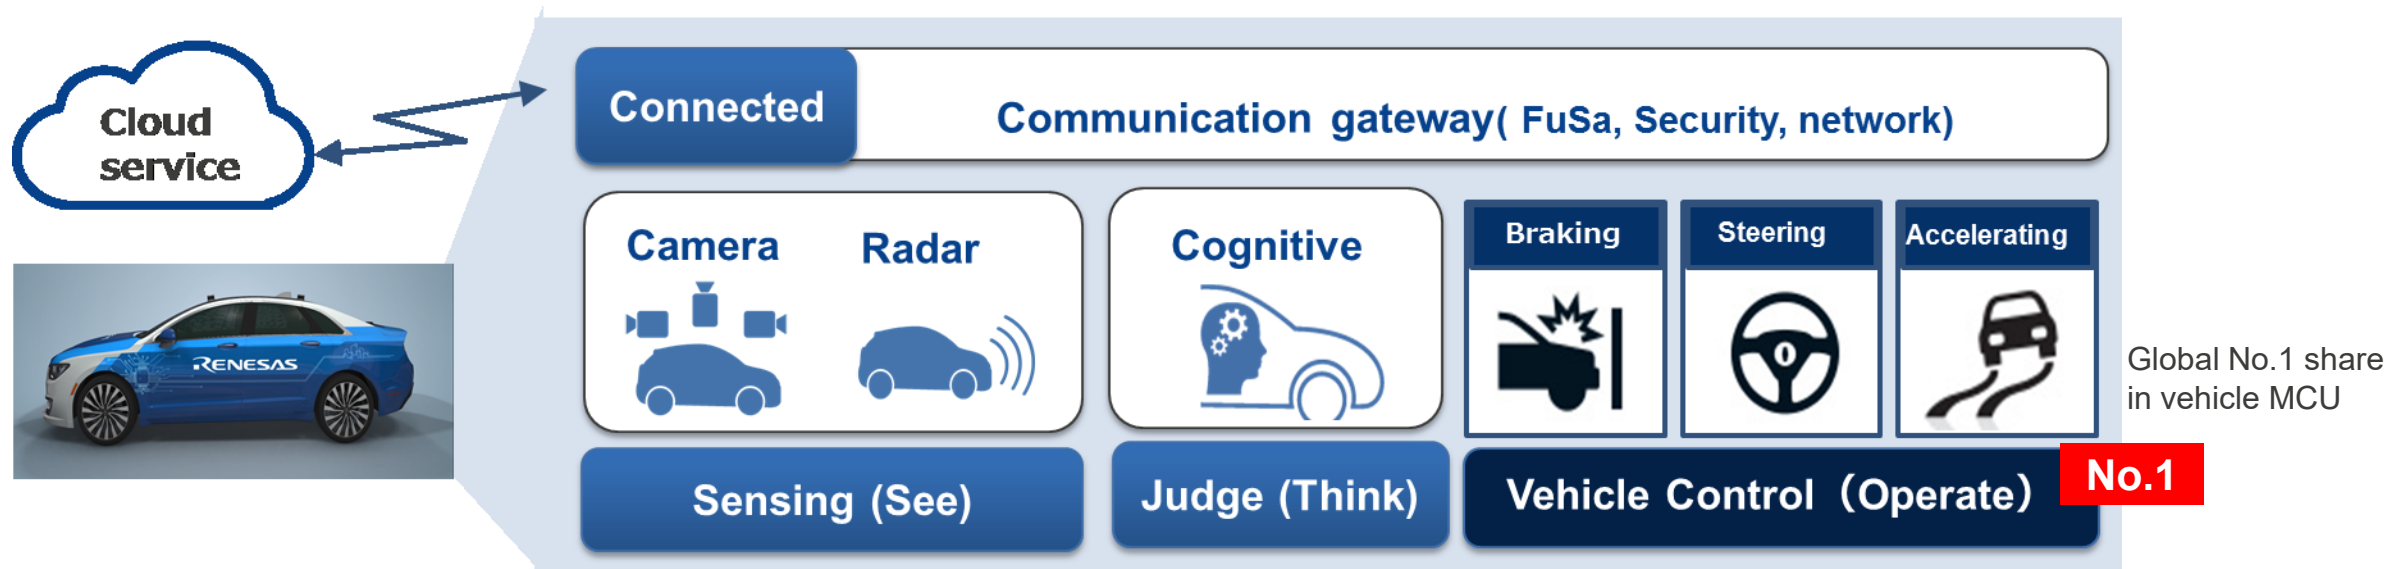 Cloud
service
Connected
Communication gateway( FuSa, Security, network)
Camera
Radar
Cognitive
Braking
Steering
Accelerating
RENESAS
Global No.1 share
in vehicle MCU
Sensing (See)
Judge (Think)
Vehicle Control（Operate）
No.1